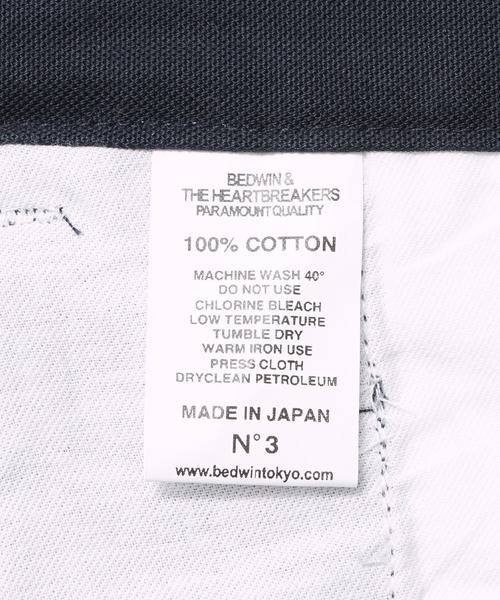 BEDWIN &
THE HEARTBREAKERS
PARAMOUNT QUALITY
100% COTTON
MACHINE WASH 40°
DO NOT USE
CHLORINE BLEACH
LOW TEMPERATURE
TUMBLE DRY
WARM IRON USE
PRESS CLOTH
DRYCLEAN PETROLEUM
MADE IN JAPAN
N°3
www.bedwintokyo.com